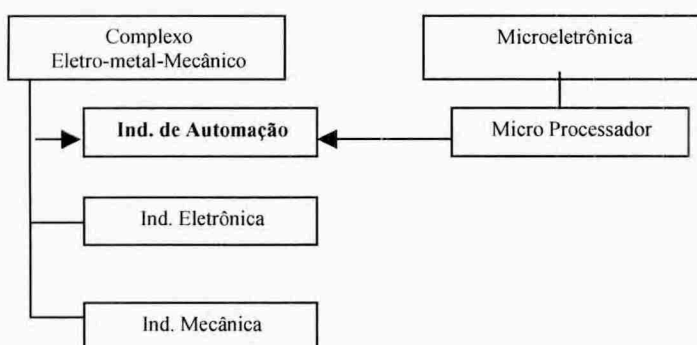 Complexo
Eletro-metal-Mecânico
Microeletrônica
Ind. de Automação
Micro Processador
Ind. Eletrônica
Ind. Mecânica